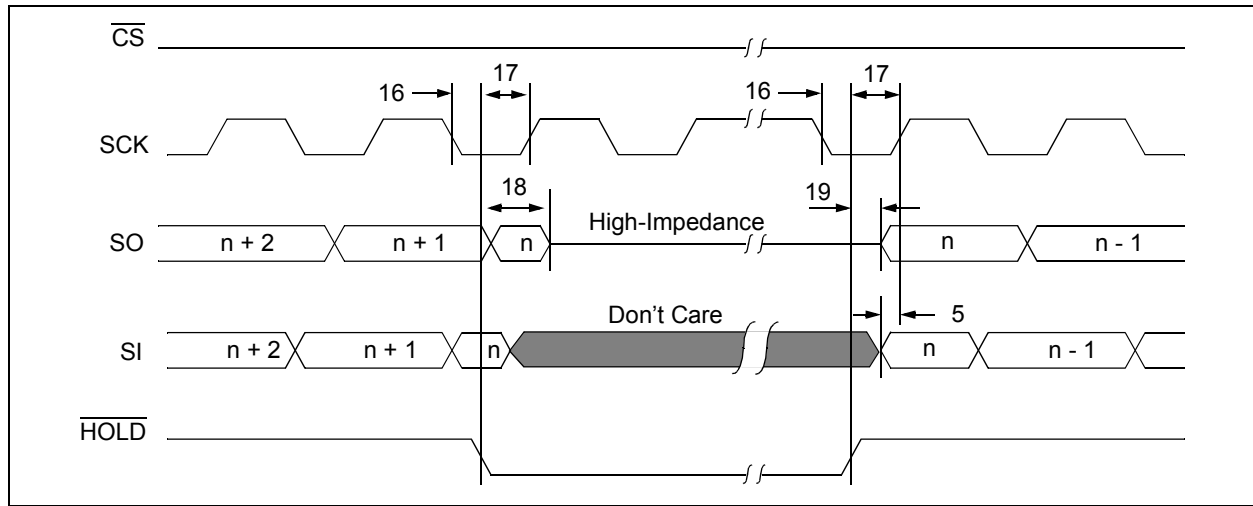 CS
17
17
16
16
SCK
18
19
High-Impedance
SO
n + 2
n + 1
n
n
n - 1
Don't Care
5
SI
n + 2
n + 1
n
n
n - 1
HOLD